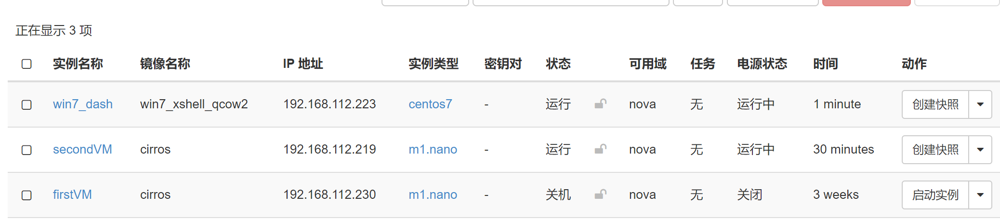 正在显示 3 项
实例名称 镜像名称 IP 地址 实例类型 密钥对 状态 可用域 任务 电源状态 时间 动作
win7_dash win7_xshell_qcow2 192.168.112.223 centos7 - 运行 nova 无 运行中 1 minute 创建快照
secondVM cirros 192.168.112.219 m1.nano - 运行 nova 无 运行中 30 minutes 创建快照
firstVM cirros 192.168.112.230 m1.nano - 关机 nova 无 关闭 3 weeks 启动实例